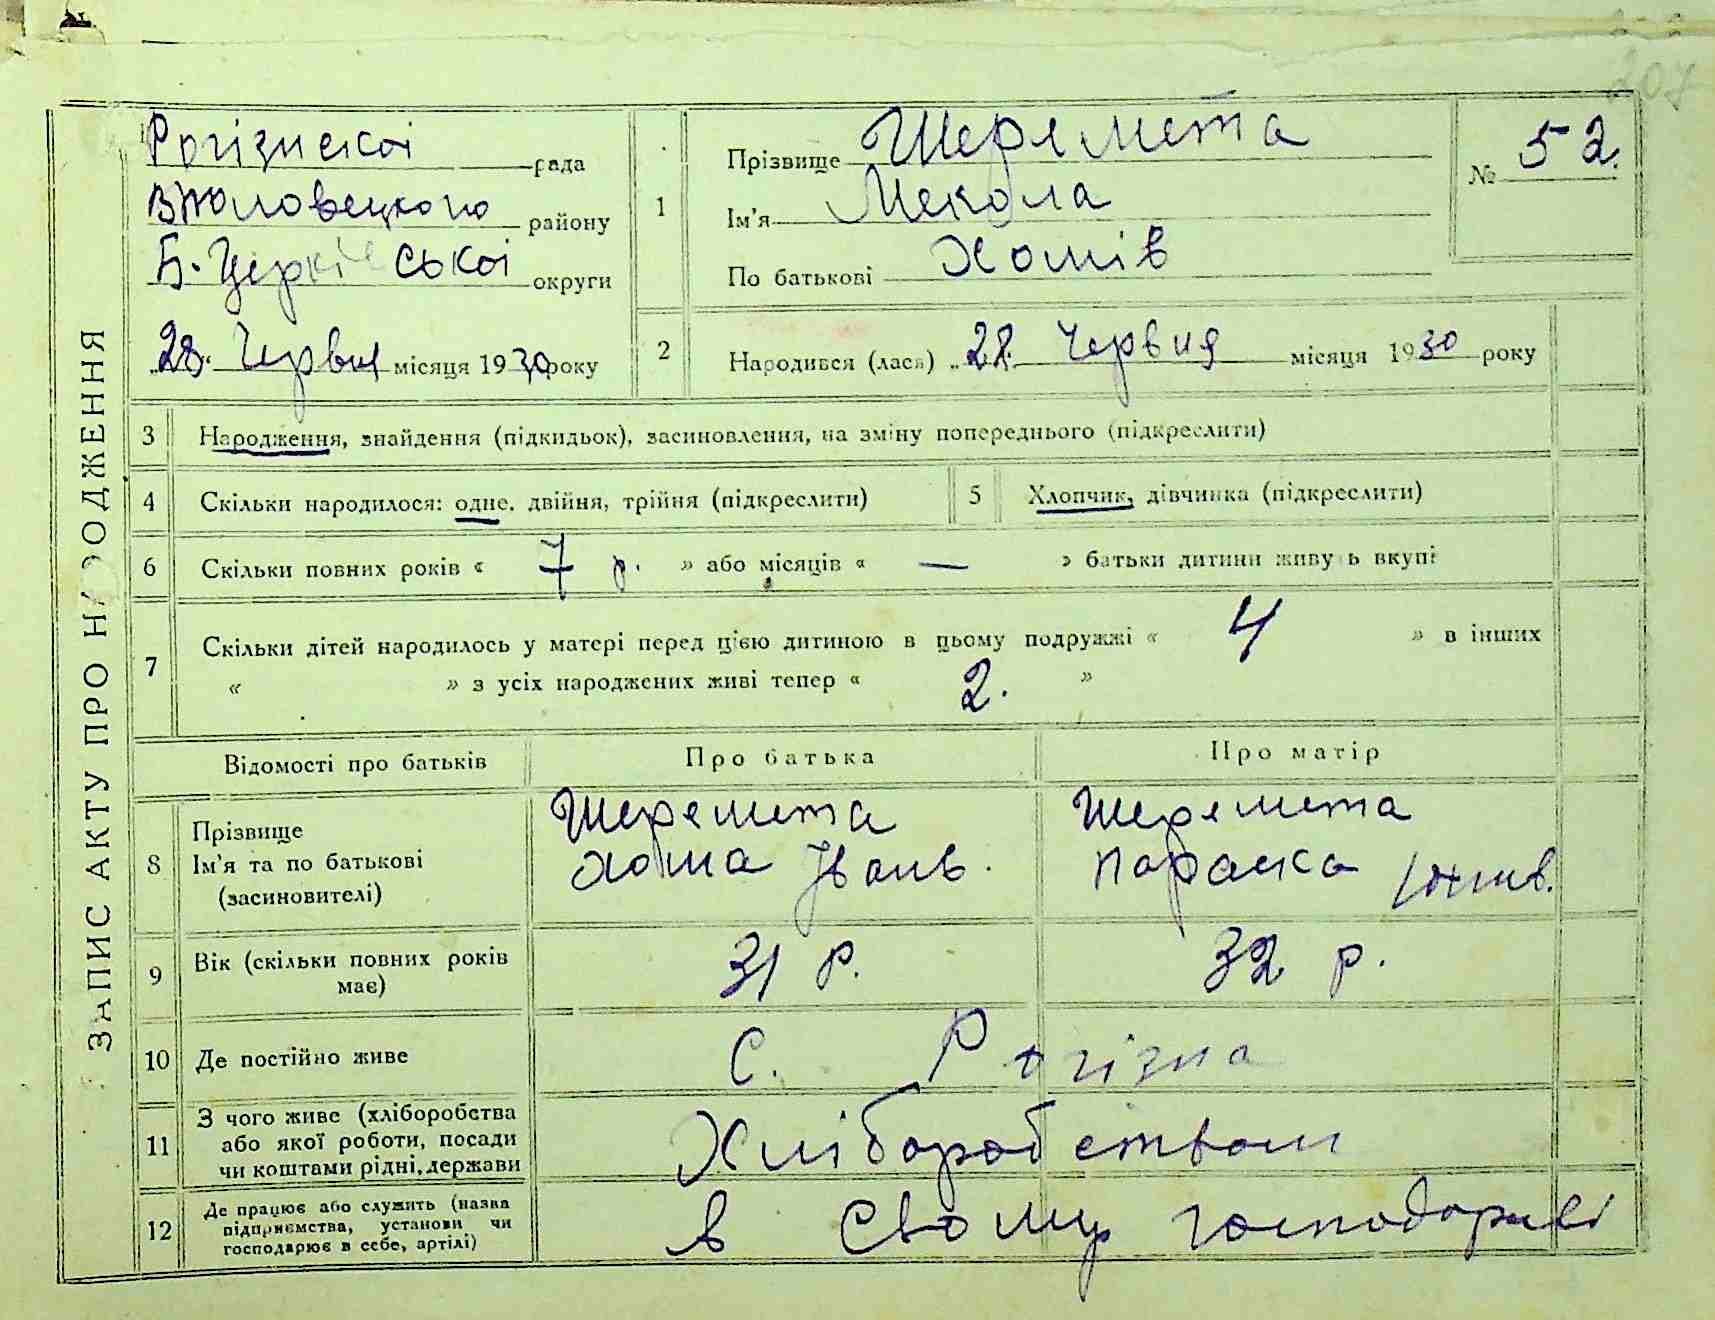 207
ЗАПИС АКТУ ПРО НАРОДЖЕННЯ
Рогізнської рада
Володовецкого району
Б. Церківської округи
„28“ Червня місяця 1930 року
1
Прізвище Шеремета
Ім’я Мекола
По батькові Хомів
№ 52.
2
Народився (лася) „28 Червня місяця 1930 року
3 Народження, знайдення (підкидьок), засиновлення, на зміну попереднього (підкреслити)
4 Скільки народилося: одне, двійня, трійня (підкреслити)
5 Хлопчик, дівчинка (підкреслити)
6 Скільки повних років « 7 р. » або місяців « — » батьки дитини живуть вкупі
7 Скільки дітей народилось у матері перед цією дитиною в цьому подружжі « 4 » в інших
« » з усіх народжених живі тепер « 2. »
Відомості про батьків Про батька Про матір
8 Прізвище
Ім’я та по батькові
(засиновителі)
Шеремета
Хома Іванв.
Шеремета
Параска
9 Вік (скільки повних років
має)
31 р. 32 р.
10 Де постійно живе С. Рогізна
11 З чого живе (хліборобства
або якої роботи, посади
чи коштами рідні, держави
Хліборобством
12 Де працює або служить (назва
підприємства, установи чи
господарює в себе, артілі)
в свому господарсві